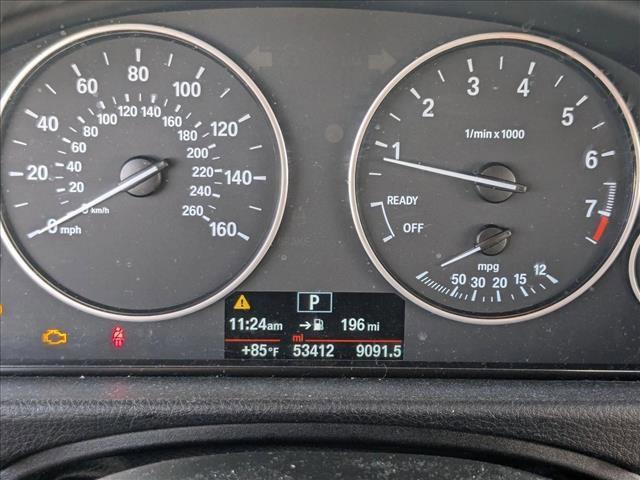 0 20 40 60 80 100 120 140 160
0 20 40 60 80 100 120 140 160 180 200 220 240 260
km/h
mph
1 2 3 4 5 6 7
1/min x 1000
READY
OFF
mpg
50 30 20 15 12
P
11:24am 196 mi
mi
+85°F 53412 9091.5